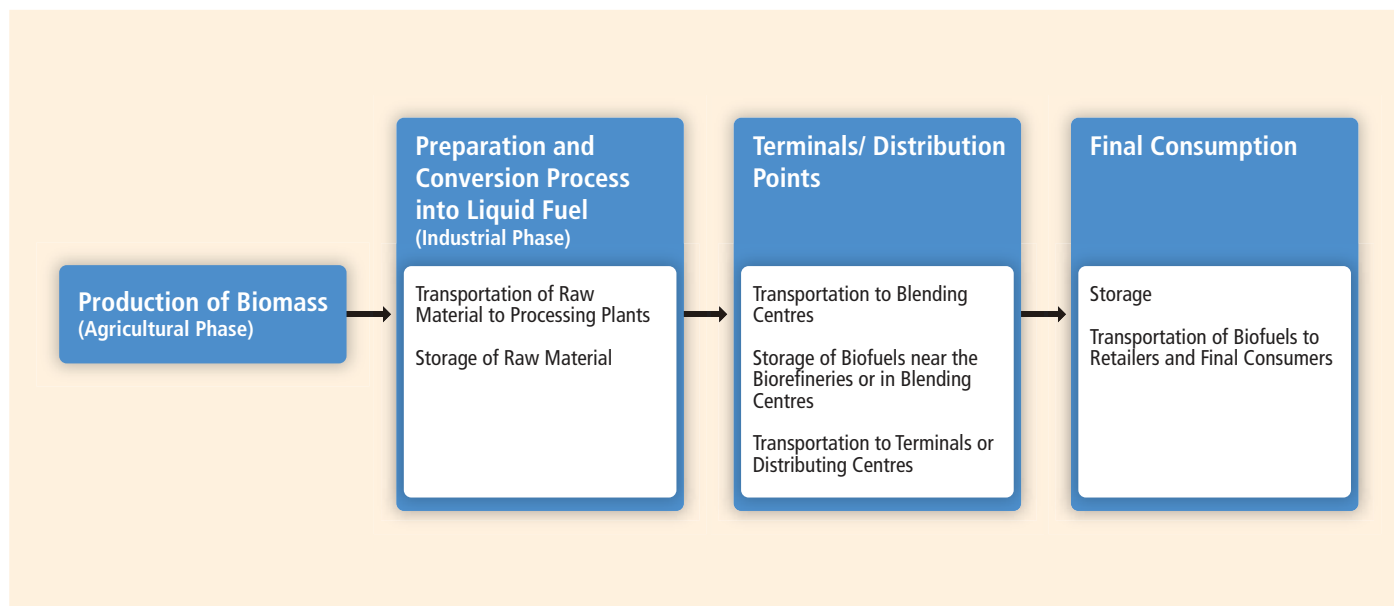 Production of Biomass
(Agricultural Phase)
Preparation and
Conversion Process
into Liquid Fuel
(Industrial Phase)
Transportation of Raw
Material to Processing Plants
Storage of Raw Material
Terminals/ Distribution
Points
Transportation to Blending
Centres
Storage of Biofuels near the
Biorefineries or in Blending
Centres
Transportation to Terminals or
Distributing Centres
Final Consumption
Storage
Transportation of Biofuels to
Retailers and Final Consumers